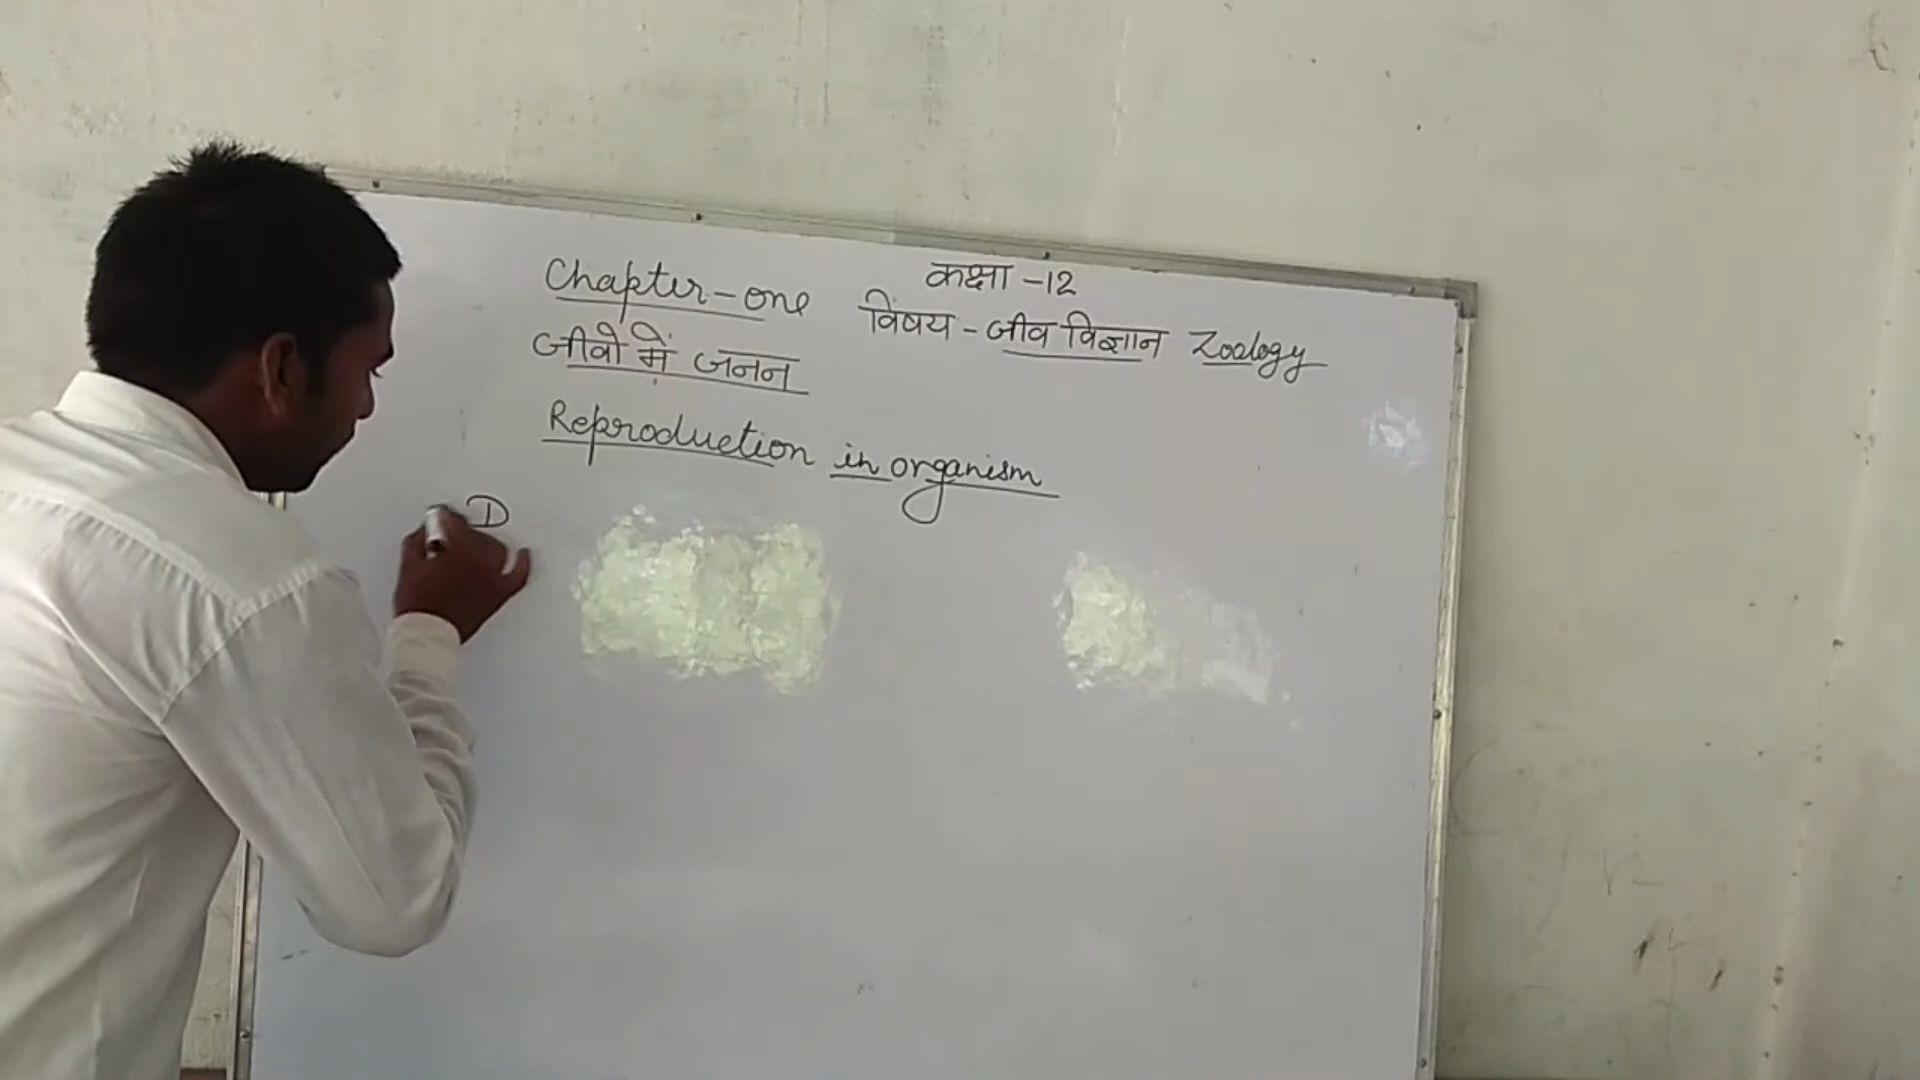 Chapter-one
कक्षा -12
विषय - जीव विज्ञान Zoology
जीवो में जनन
Reproduction in organism
D